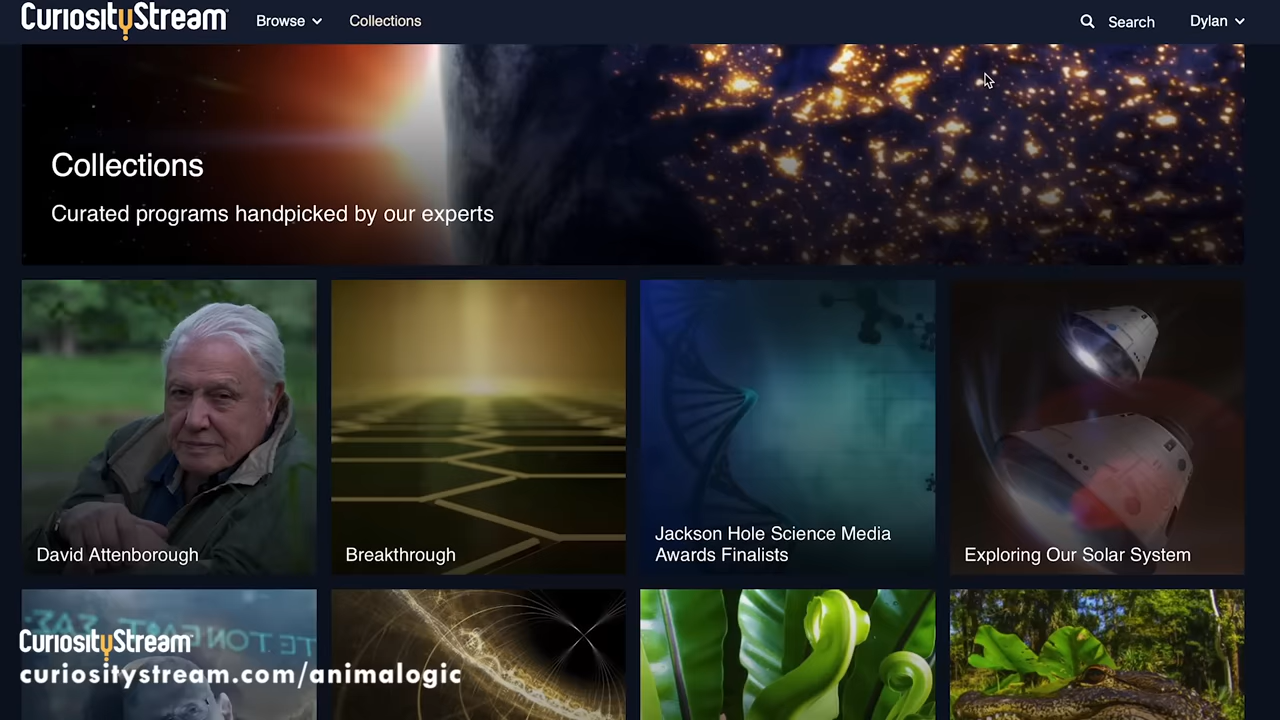 CuriosityStream
Browse
Collections
Search
Dylan
Collections
Curated programs handpicked by our experts
David Attenborough
Breakthrough
Jackson Hole Science Media
Awards Finalists
Exploring Our Solar System
CuriosityStream
curiositystream.com/animalogic